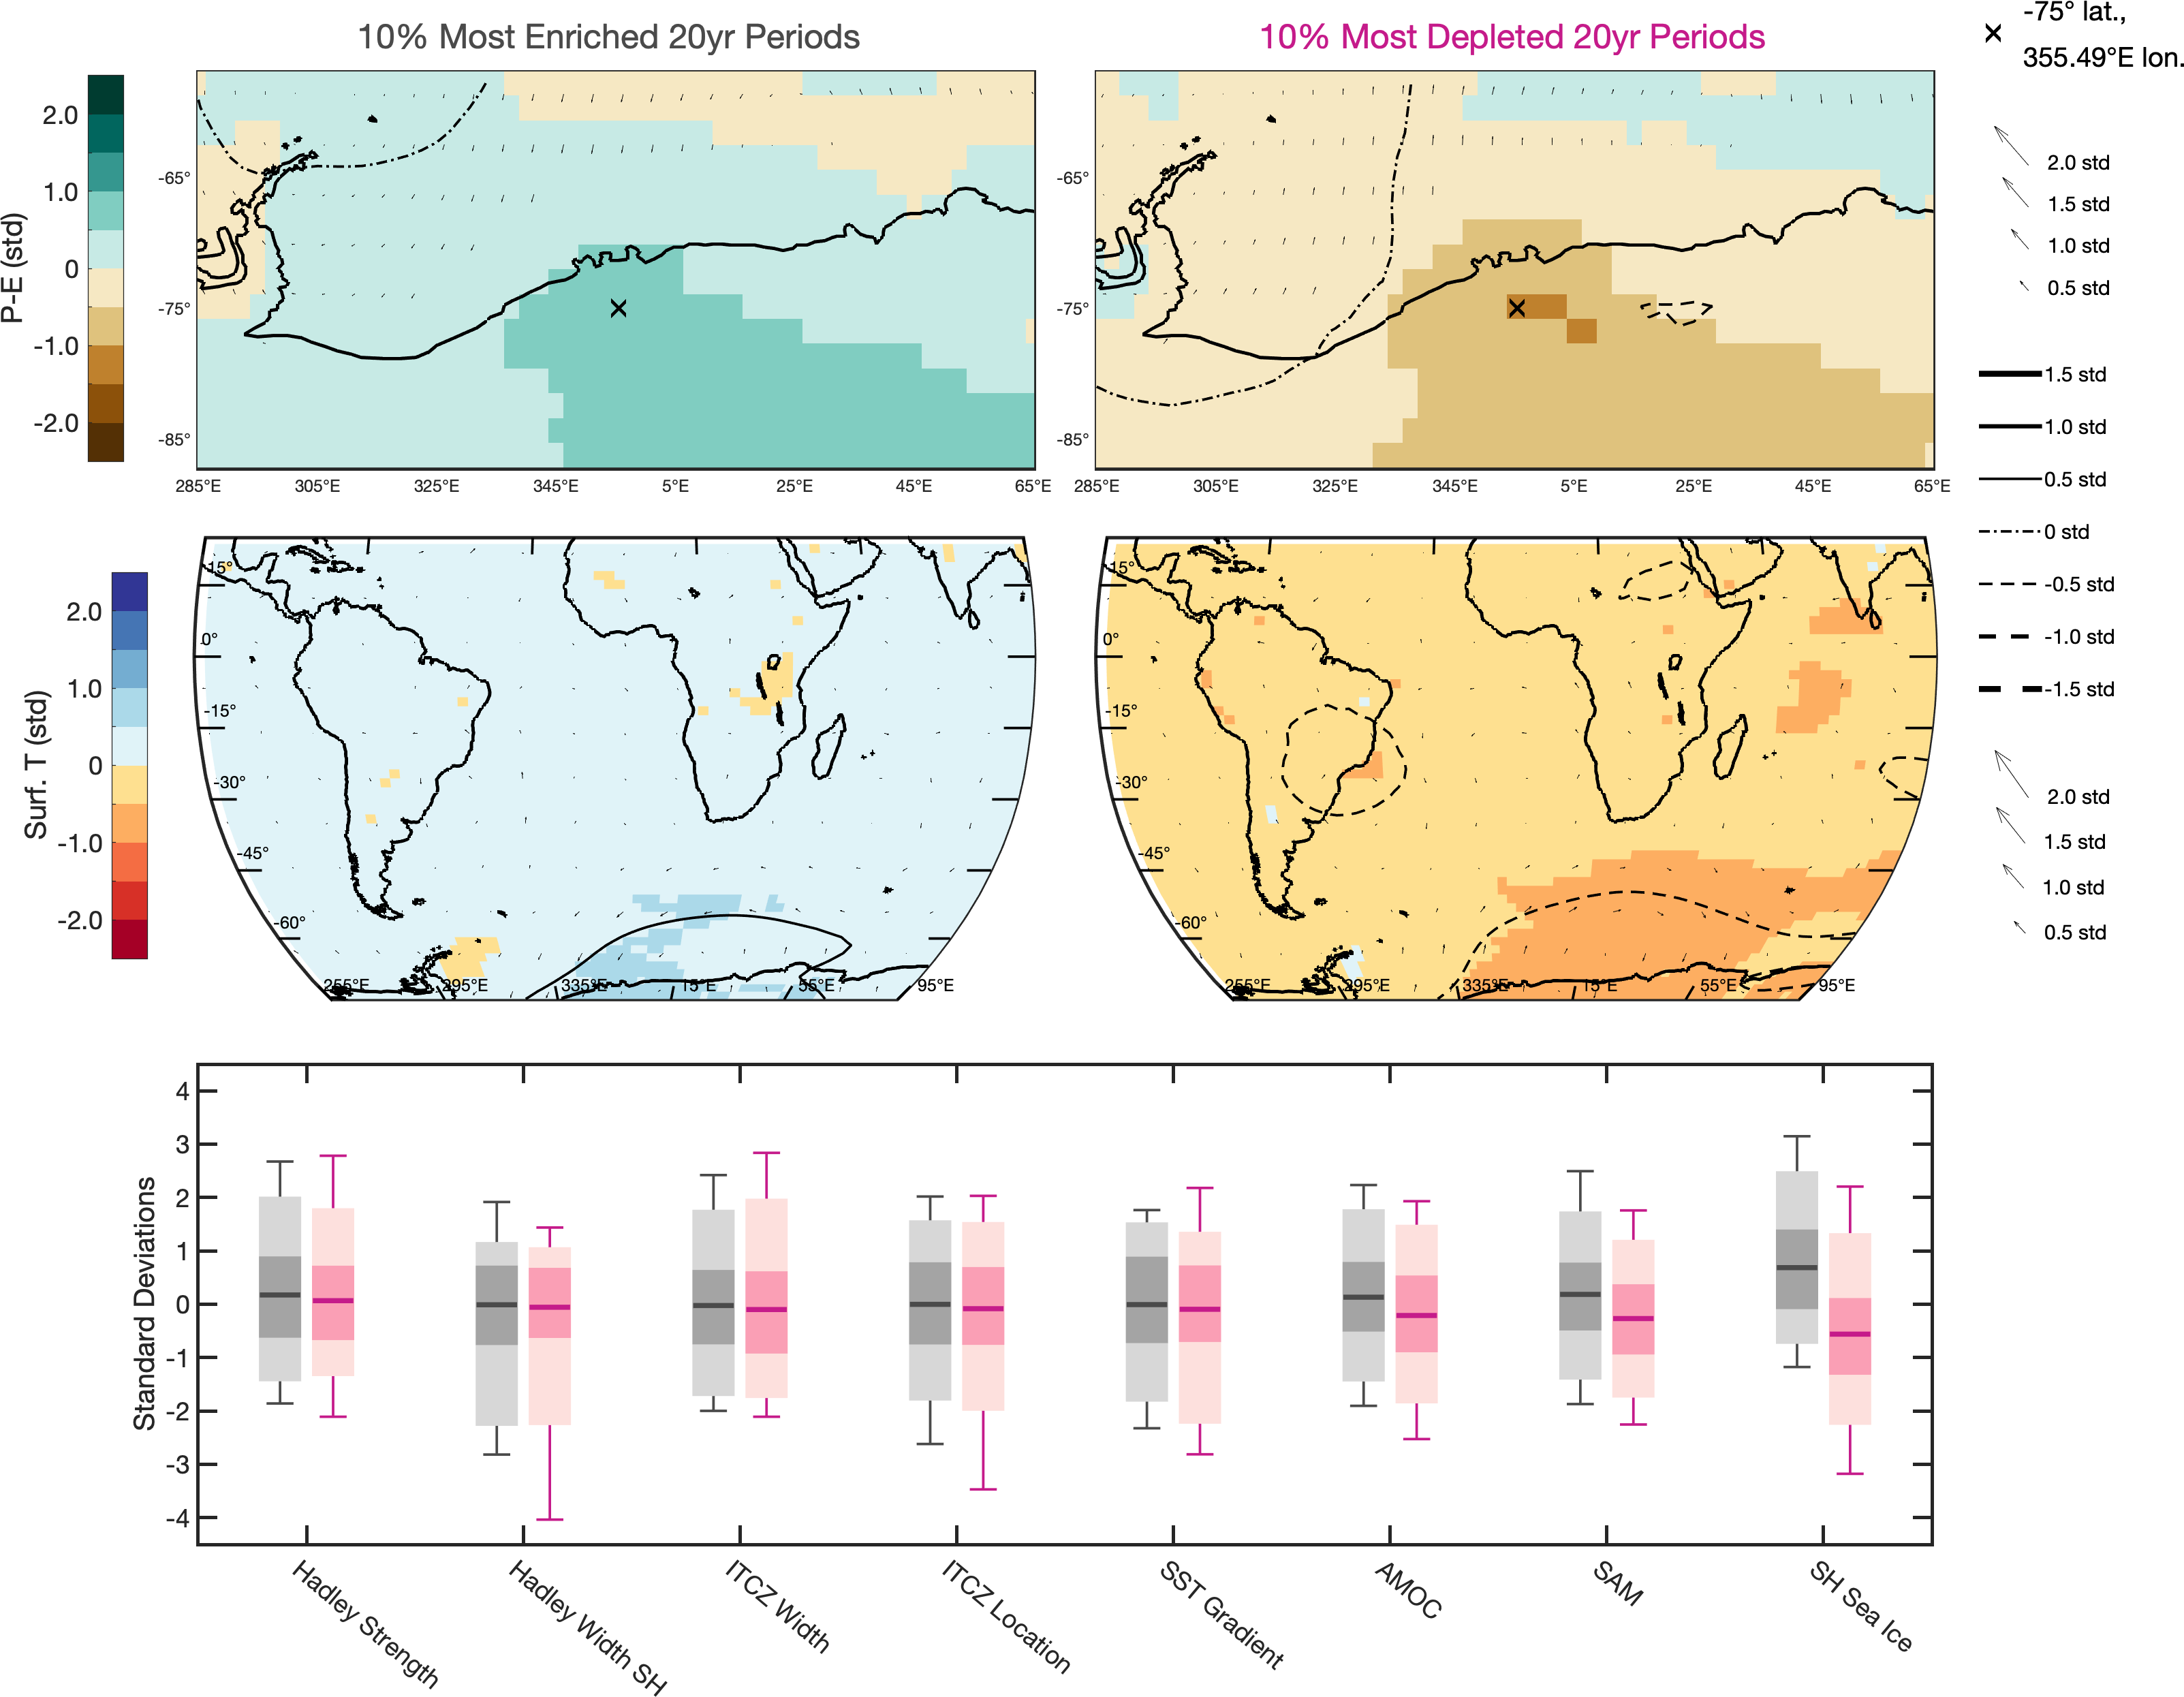 10% Most Enriched 20yr Periods
10% Most Depleted 20yr Periods
-75° lat.,
355.49°E lon.
P-E (std)
2.0
1.0
0
-1.0
-2.0
-65°
-75°
-85°
285°E 305°E 325°E 345°E 5°E 25°E 45°E 65°E
-65°
-75°
-85°
285°E 305°E 325°E 345°E 5°E 25°E 45°E 65°E
2.0 std
1.5 std
1.0 std
0.5 std
1.5 std
1.0 std
0.5 std
0 std
-0.5 std
-1.0 std
-1.5 std
2.0 std
1.5 std
1.0 std
0.5 std
Surf. T (std)
2.0
1.0
0
-1.0
-2.0
15°
0°
-15°
-30°
-45°
-60°
255°E 295°E 335°E 15°E 55°E 95°E
15°
0°
-15°
-30°
-45°
-60°
255°E 295°E 335°E 15°E 55°E 95°E
Standard Deviations
4
3
2
1
0
-1
-2
-3
-4
Hadley Strength
Hadley Width SH
ITCZ Width
ITCZ Location
SST Gradient
AMOC
SAM
SH Sea Ice